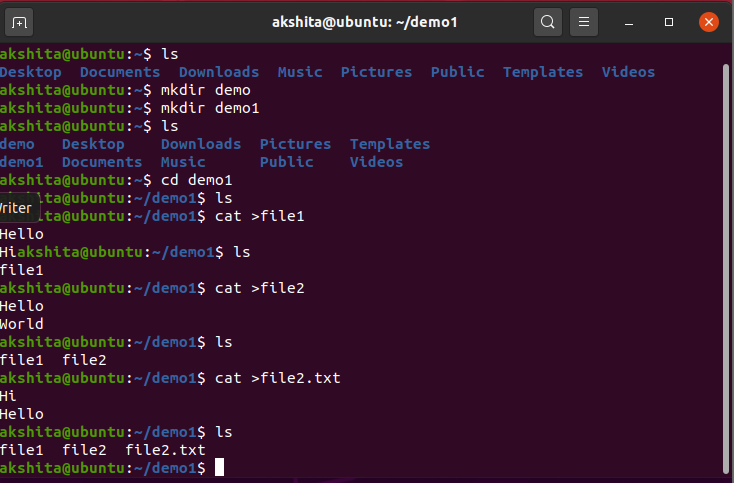 akshita@ubuntu: ~/demo1
akshita@ubuntu:~$ ls
Desktop  Documents  Downloads  Music  Pictures  Public  Templates  Videos
akshita@ubuntu:~$ mkdir demo
akshita@ubuntu:~$ mkdir demo1
akshita@ubuntu:~$ ls
demo   Desktop    Downloads  Pictures  Templates
demo1  Documents  Music      Public    Videos
akshita@ubuntu:~$ cd demo1
akshita@ubuntu:~/demo1$ ls
Writer ta@ubuntu:~/demo1$ cat >file1
Hello
Hiakshita@ubuntu:~/demo1$ ls
file1
akshita@ubuntu:~/demo1$ cat >file2
Hello
World
akshita@ubuntu:~/demo1$ ls
file1  file2
akshita@ubuntu:~/demo1$ cat >file2.txt
Hi
Hello
akshita@ubuntu:~/demo1$ ls
file1  file2  file2.txt
akshita@ubuntu:~/demo1$